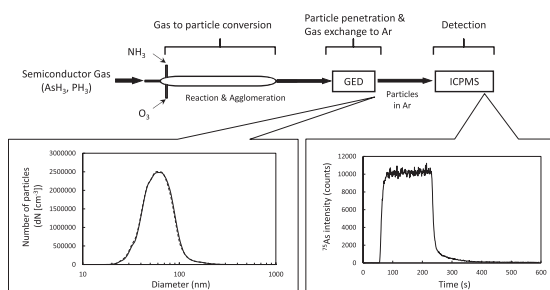 Gas to particle conversion
Particle penetration &
Gas exchange to Ar
Detection
NH3
Semiconductor Gas
(AsH3, PH3)
O3
Reaction & Agglomeration
GED
Particles
in Ar
ICPMS
Number of particles
(dN [cm-3])
3000000
2500000
2000000
1500000
1000000
500000
0
10
100
1000
Diameter (nm)
75As intensity (counts)
12000
10000
8000
6000
4000
2000
0
0
100
200
300
400
500
600
Time (s)